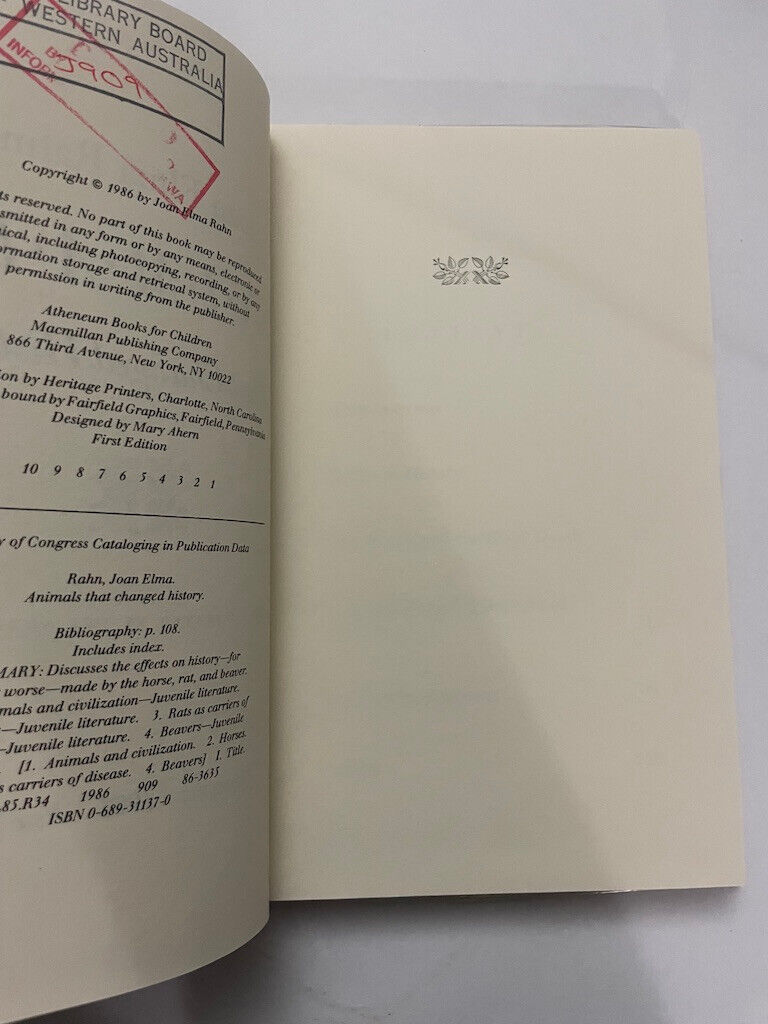 LIBRARY BOARD
WESTERN AUSTRALIA
J909
INFOR
WA
Copyright © 1986 by Joan Elma Rahn
ts reserved. No part of this book may be reproduced
smitted in any form or by any means, electronic or
ical, including photocopying, recording, or by any
ormation storage and retrieval system, without
permission in writing from the publisher.
Atheneum Books for Children
Macmillan Publishing Company
866 Third Avenue, New York, NY 10022
ion by Heritage Printers, Charlotte, North Carolina
bound by Fairfield Graphics, Fairfield, Pennsylvania
Designed by Mary Ahern
First Edition
10 9 8 7 6 5 4 3 2 1
y of Congress Cataloging in Publication Data
Rahn, Joan Elma.
Animals that changed history.
Bibliography: p. 108.
Includes index.
MARY: Discusses the effects on history—for
worse—made by the horse, rat, and beaver.
mals and civilization—Juvenile literature.
—Juvenile literature. 3. Rats as carriers of
—Juvenile literature. 4. Beavers—Juvenile
[1. Animals and civilization. 2. Horses.
s carriers of disease. 4. Beavers] I. Title.
.85.R34 1986 909 86-3635
ISBN 0-689-31137-0